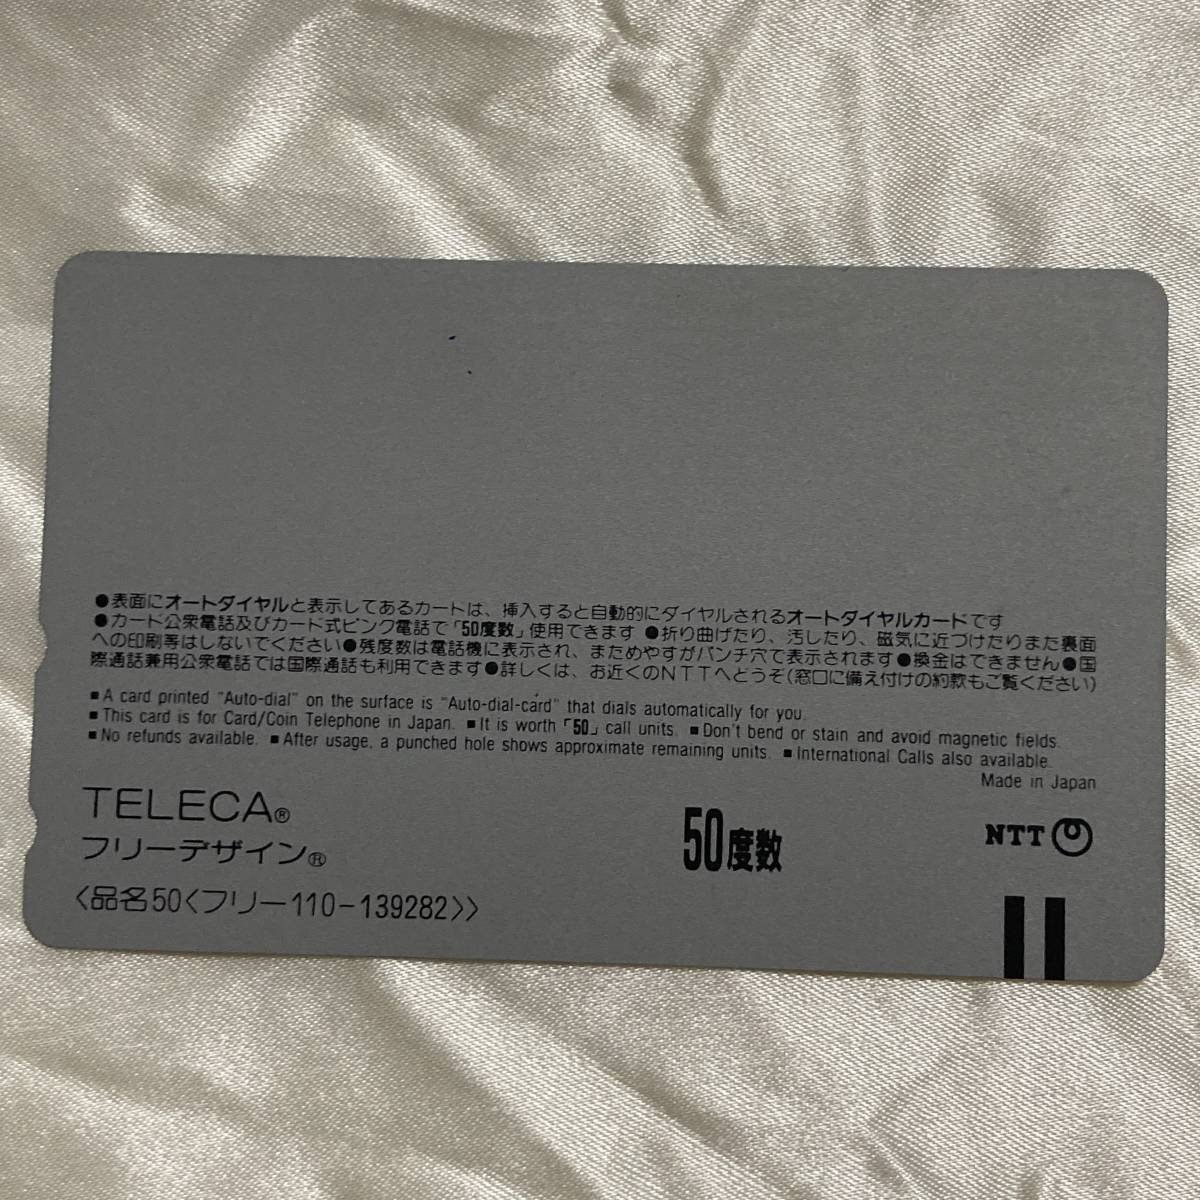 ●表面にオートダイヤルと表示してあるカードは、挿入すると自動的にダイヤルされるオートダイヤルカードです
●カード公衆電話及びカード式ピンク電話で「50度数」使用できます ●折り曲げたり、汚したり、磁気に近づけたりまた裏面
への印刷等はしないでください●残度数は電話機に表示され、まためやすがパンチ穴で表示されます●換金はできません●国
際通話兼用公衆電話では国際通話も利用できます●詳しくは、お近くのNTTへどうぞ(窓口に備え付けの約款もご覧ください)
■A card printed "Auto-dial" on the surface is "Auto-dial-card" that dials automatically for you.
■This card is for Card/Coin Telephone in Japan. ■It is worth「50」call units. ■Don't bend or stain and avoid magnetic fields.
■No refunds available. ■After usage, a punched hole shows approximate remaining units. ■International Calls also available.
Made in Japan
TELECA®
フリーデザイン®
50度数
NTT
〈品名50〈フリー110-139282〉〉